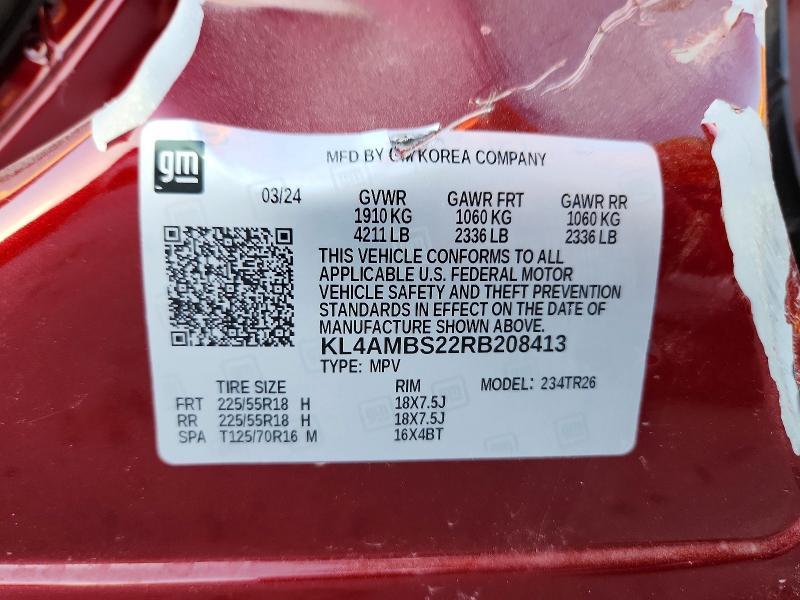 gm
MFD BY GM KOREA COMPANY
03/24 GVWR GAWR FRT GAWR RR
1910 KG 1060 KG 1060 KG
4211 LB 2336 LB 2336 LB
THIS VEHICLE CONFORMS TO ALL
APPLICABLE U.S. FEDERAL MOTOR
VEHICLE SAFETY AND THEFT PREVENTION
STANDARDS IN EFFECT ON THE DATE OF
MANUFACTURE SHOWN ABOVE.
KL4AMBS22RB208413
TYPE: MPV
TIRE SIZE RIM MODEL: 234TR26
FRT 225/55R18 H 18X7.5J
RR 225/55R18 H 18X7.5J
SPA T125/70R16 M 16X4BT